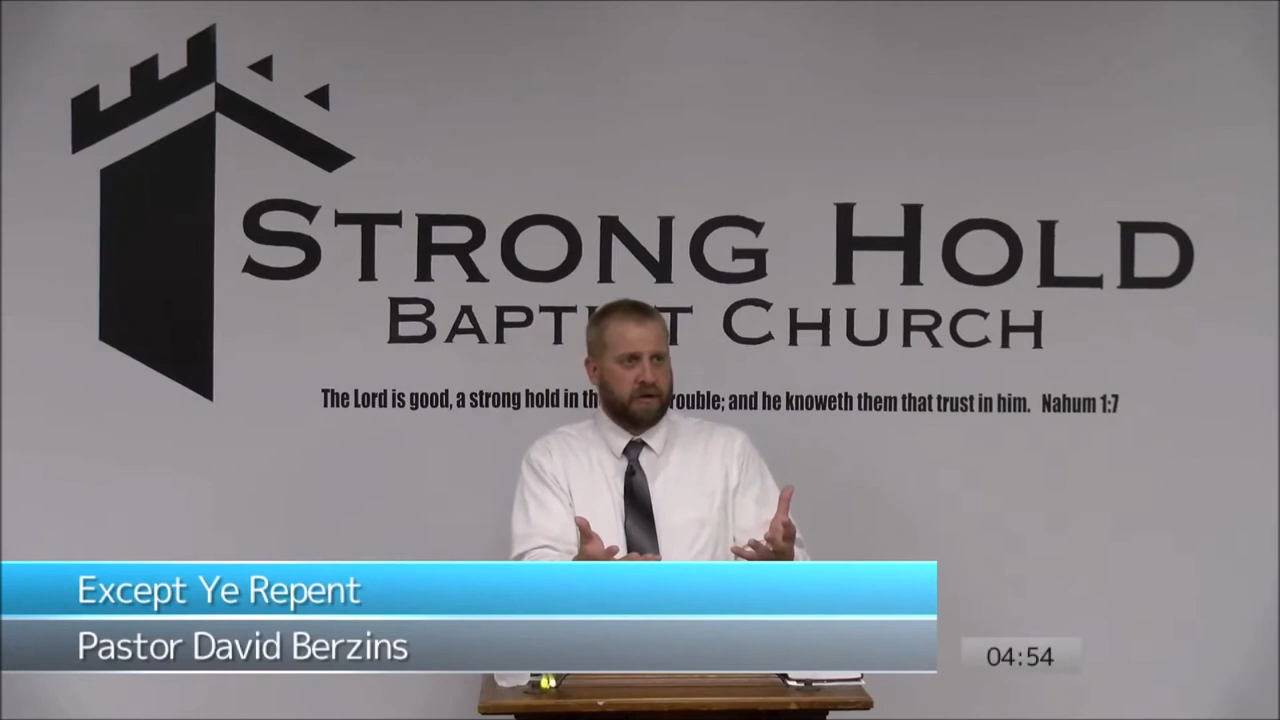 STRONG HOLD
BAPTIST CHURCH
The Lord is good, a strong hold in th rouble; and he knoweth them that trust in him. Nahum 1:7
Except Ye Repent
Pastor David Berzins
04:54